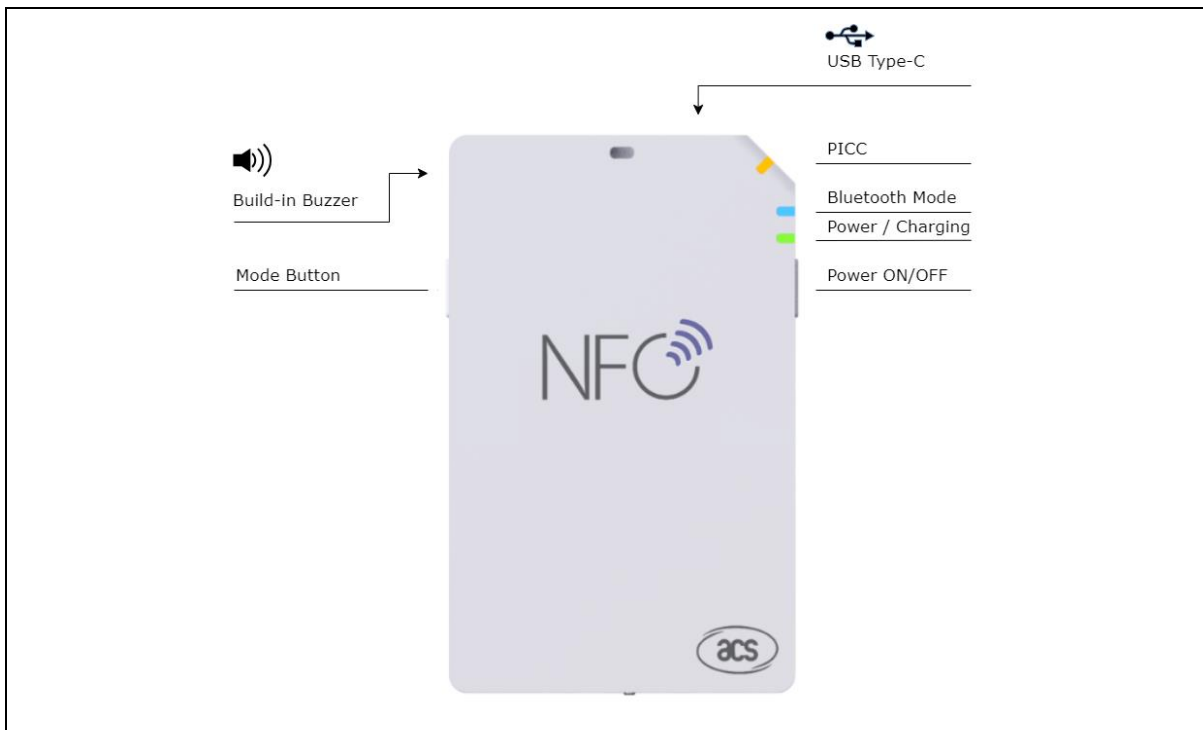 USB Type-C
PICC
Build-in Buzzer
Bluetooth Mode
Power / Charging
Mode Button
Power ON/OFF
NFC
acs